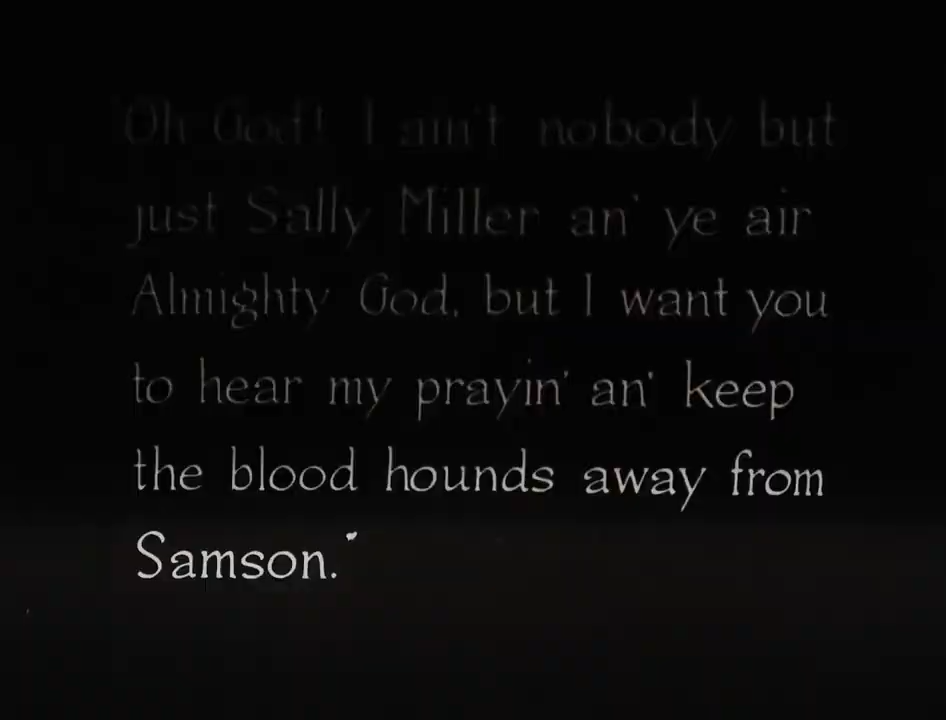 "Oh God! I ain't nobody but
just Sally Miller an' ye air
Almighty God, but I want you
to hear my prayin' an' keep
the blood hounds away from
Samson."